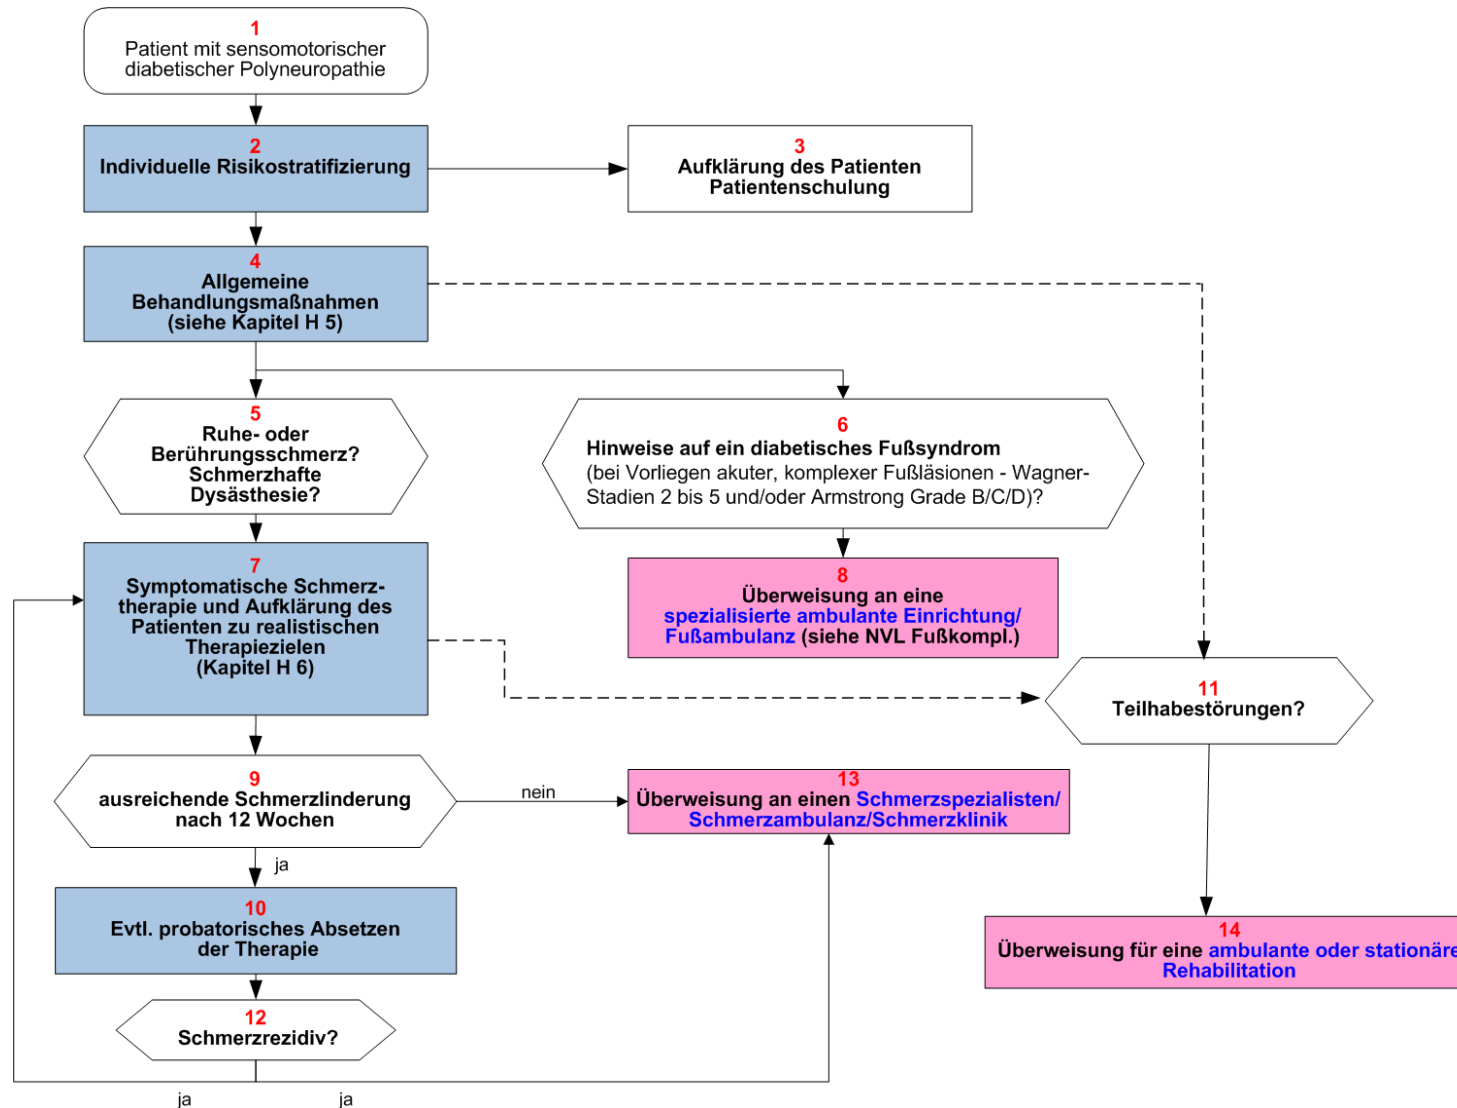 1
Patient mit sensomotorischer
diabetischer Polyneuropathie
2
Individuelle Risikostratifizierung
3
Aufklärung des Patienten
Patientenschulung
4
Allgemeine
Behandlungsmaßnahmen
(siehe Kapitel H 5)
5
Ruhe- oder
Berührungsschmerz?
Schmerzhafte
Dysästhesie?
6
Hinweise auf ein diabetisches Fußsyndrom
(bei Vorliegen akuter, komplexer Fußläsionen - Wagner-
Stadien 2 bis 5 und/oder Armstrong Grade B/C/D)?
7
Symptomatische Schmerz-
therapie und Aufklärung des
Patienten zu realistischen
Therapiezielen
(Kapitel H 6)
8
Überweisung an eine
spezialisierte ambulante Einrichtung/
Fußambulanz (siehe NVL Fußkompl.)
11
Teilhabestörungen?
9
ausreichende Schmerzlinderung
nach 12 Wochen
nein
13
Überweisung an einen Schmerzspezialisten/
Schmerzambulanz/Schmerzklinik
ja
10
Evtl. probatorisches Absetzen
der Therapie
14
Überweisung für eine ambulante oder stationäre
Rehabilitation
12
Schmerzrezidiv?
ja
ja